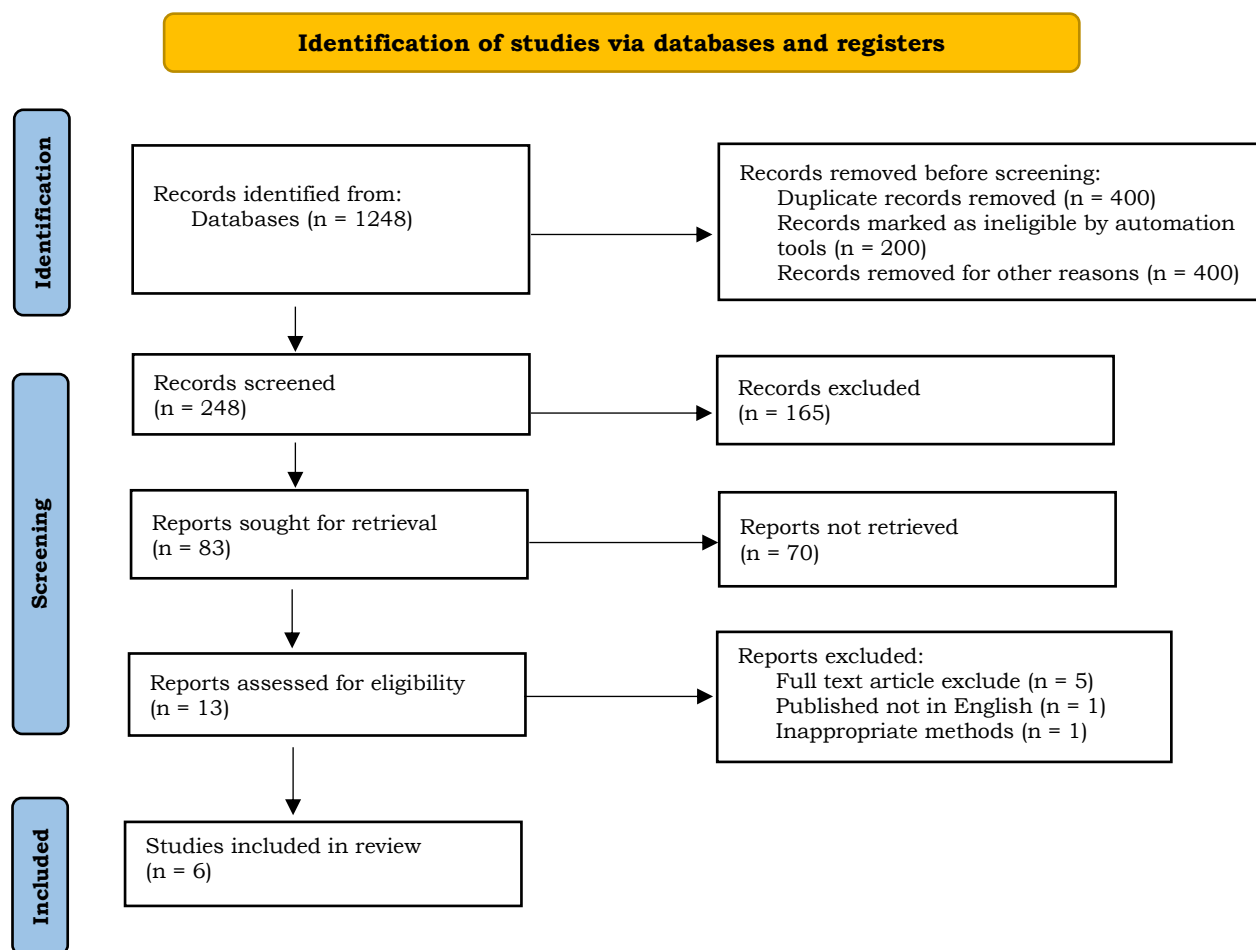 Identification of studies via databases and registers
Identification
Records identified from:
Databases (n = 1248)
Records removed before screening:
Duplicate records removed (n = 400)
Records marked as ineligible by automation
tools (n = 200)
Records removed for other reasons (n = 400)
Screening
Records screened
(n = 248)
Records excluded
(n = 165)
Reports sought for retrieval
(n = 83)
Reports not retrieved
(n = 70)
Reports assessed for eligibility
(n = 13)
Reports excluded:
Full text article exclude (n = 5)
Published not in English (n = 1)
Inappropriate methods (n = 1)
Included
Studies included in review
(n = 6)